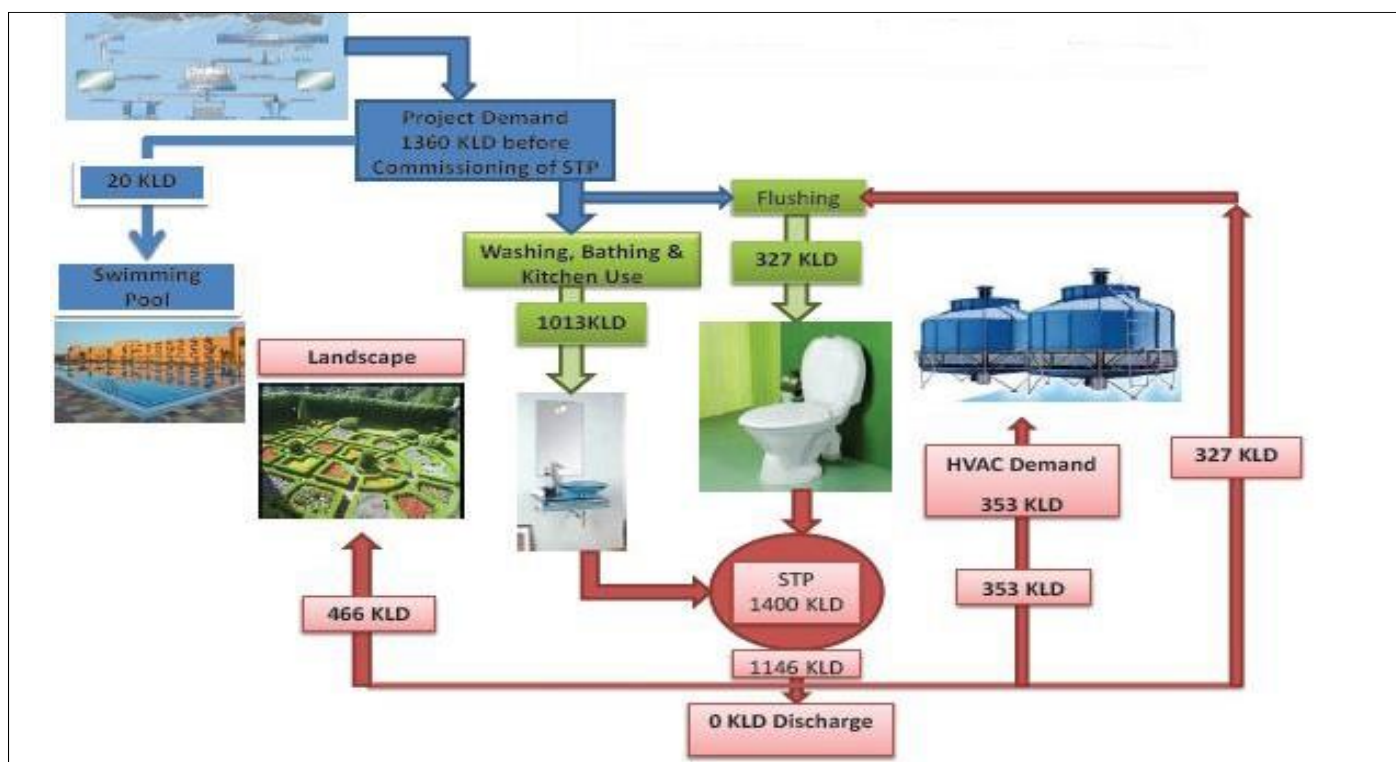 Project Demand
1360 KLD before
Commissioning of STP
20 KLD
Flushing
Washing, Bathing &
Kitchen Use
327 KLD
Swimming
Pool
1013KLD
Landscape
HVAC Demand
353 KLD
327 KLD
STP
1400 KLD
353 KLD
466 KLD
1146 KLD
0 KLD Discharge